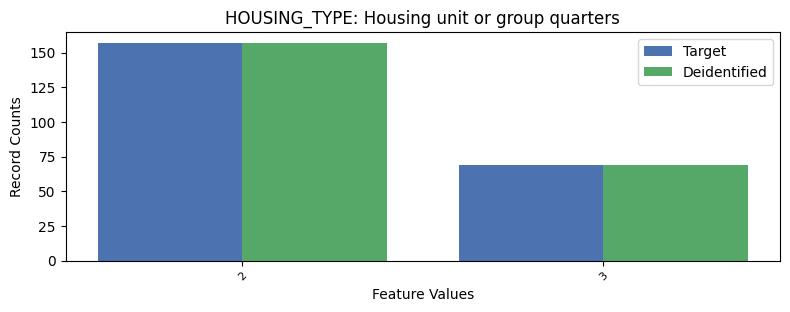 HOUSING_TYPE: Housing unit or group quarters
Target
Deidentified
Record Counts
150
125
100
75
50
25
0
2
3
Feature Values